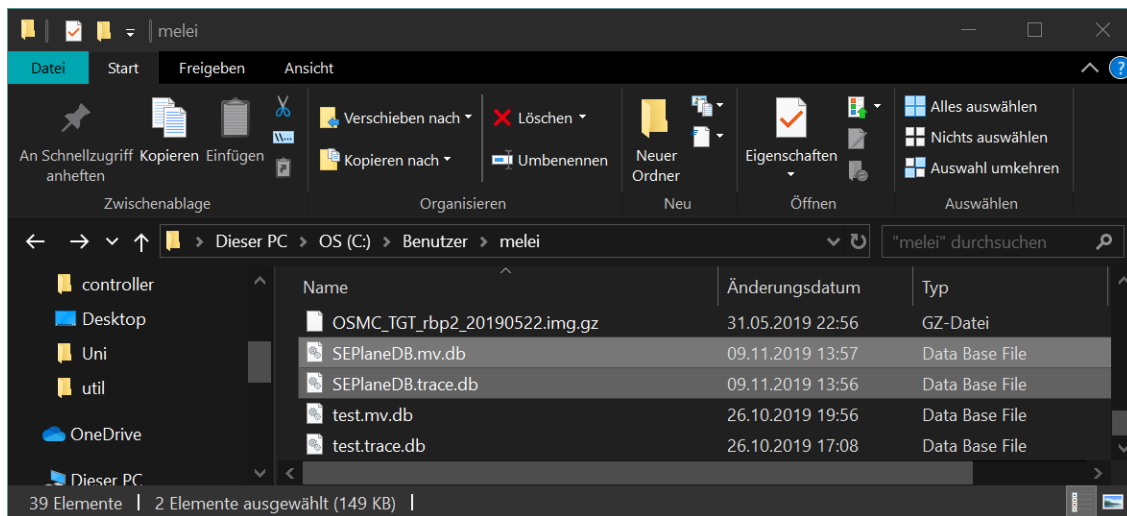 melei
Datei Start Freigeben Ansicht
An Schnellzugriff anheften
Kopieren
Einfügen
Zwischenablage
Verschieben nach
Kopieren nach
Löschen
Umbenennen
Organisieren
Neuer Ordner
Neu
Eigenschaften
Öffnen
Alles auswählen
Nichts auswählen
Auswahl umkehren
Auswählen
Dieser PC > OS (C:) > Benutzer > melei
"melei" durchsuchen
controller
Desktop
Uni
util
OneDrive
Dieser PC
Name Änderungsdatum Typ
OSMC_TGT_rbp2_20190522.img.gz 31.05.2019 22:56 GZ-Datei
SEPlaneDB.mv.db 09.11.2019 13:57 Data Base File
SEPlaneDB.trace.db 09.11.2019 13:56 Data Base File
test.mv.db 26.10.2019 19:56 Data Base File
test.trace.db 26.10.2019 17:08 Data Base File
39 Elemente 2 Elemente ausgewählt (149 KB)